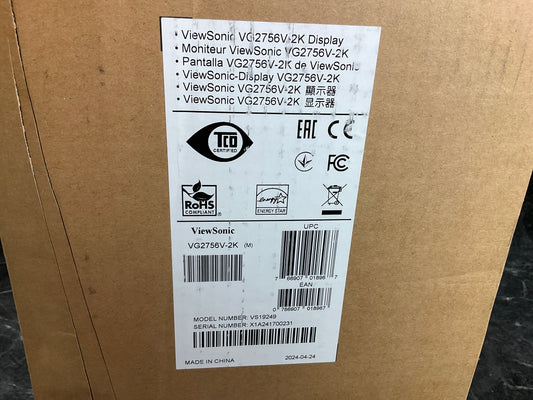 • ViewSonic VG2756V-2K Display
• Moniteur ViewSonic VG2756V-2K
• Pantalla VG2756V-2K de ViewSonic
• ViewSonic-Display VG2756V-2K
• ViewSonic VG2756V-2K 顯示器
• ViewSonic VG2756V-2K 显示器
TCO
CERTIFIED
EAC CE
FC
RoHS
COMPLIANT
energy
ENERGY STAR
ViewSonic
VG2756V-2K (M)
UPC
7 66907 01896 7
EAN
0 766907 018967
MODEL NUMBER: VS19249
SERIAL NUMBER: X1A241700231
MADE IN CHINA
2024-04-24